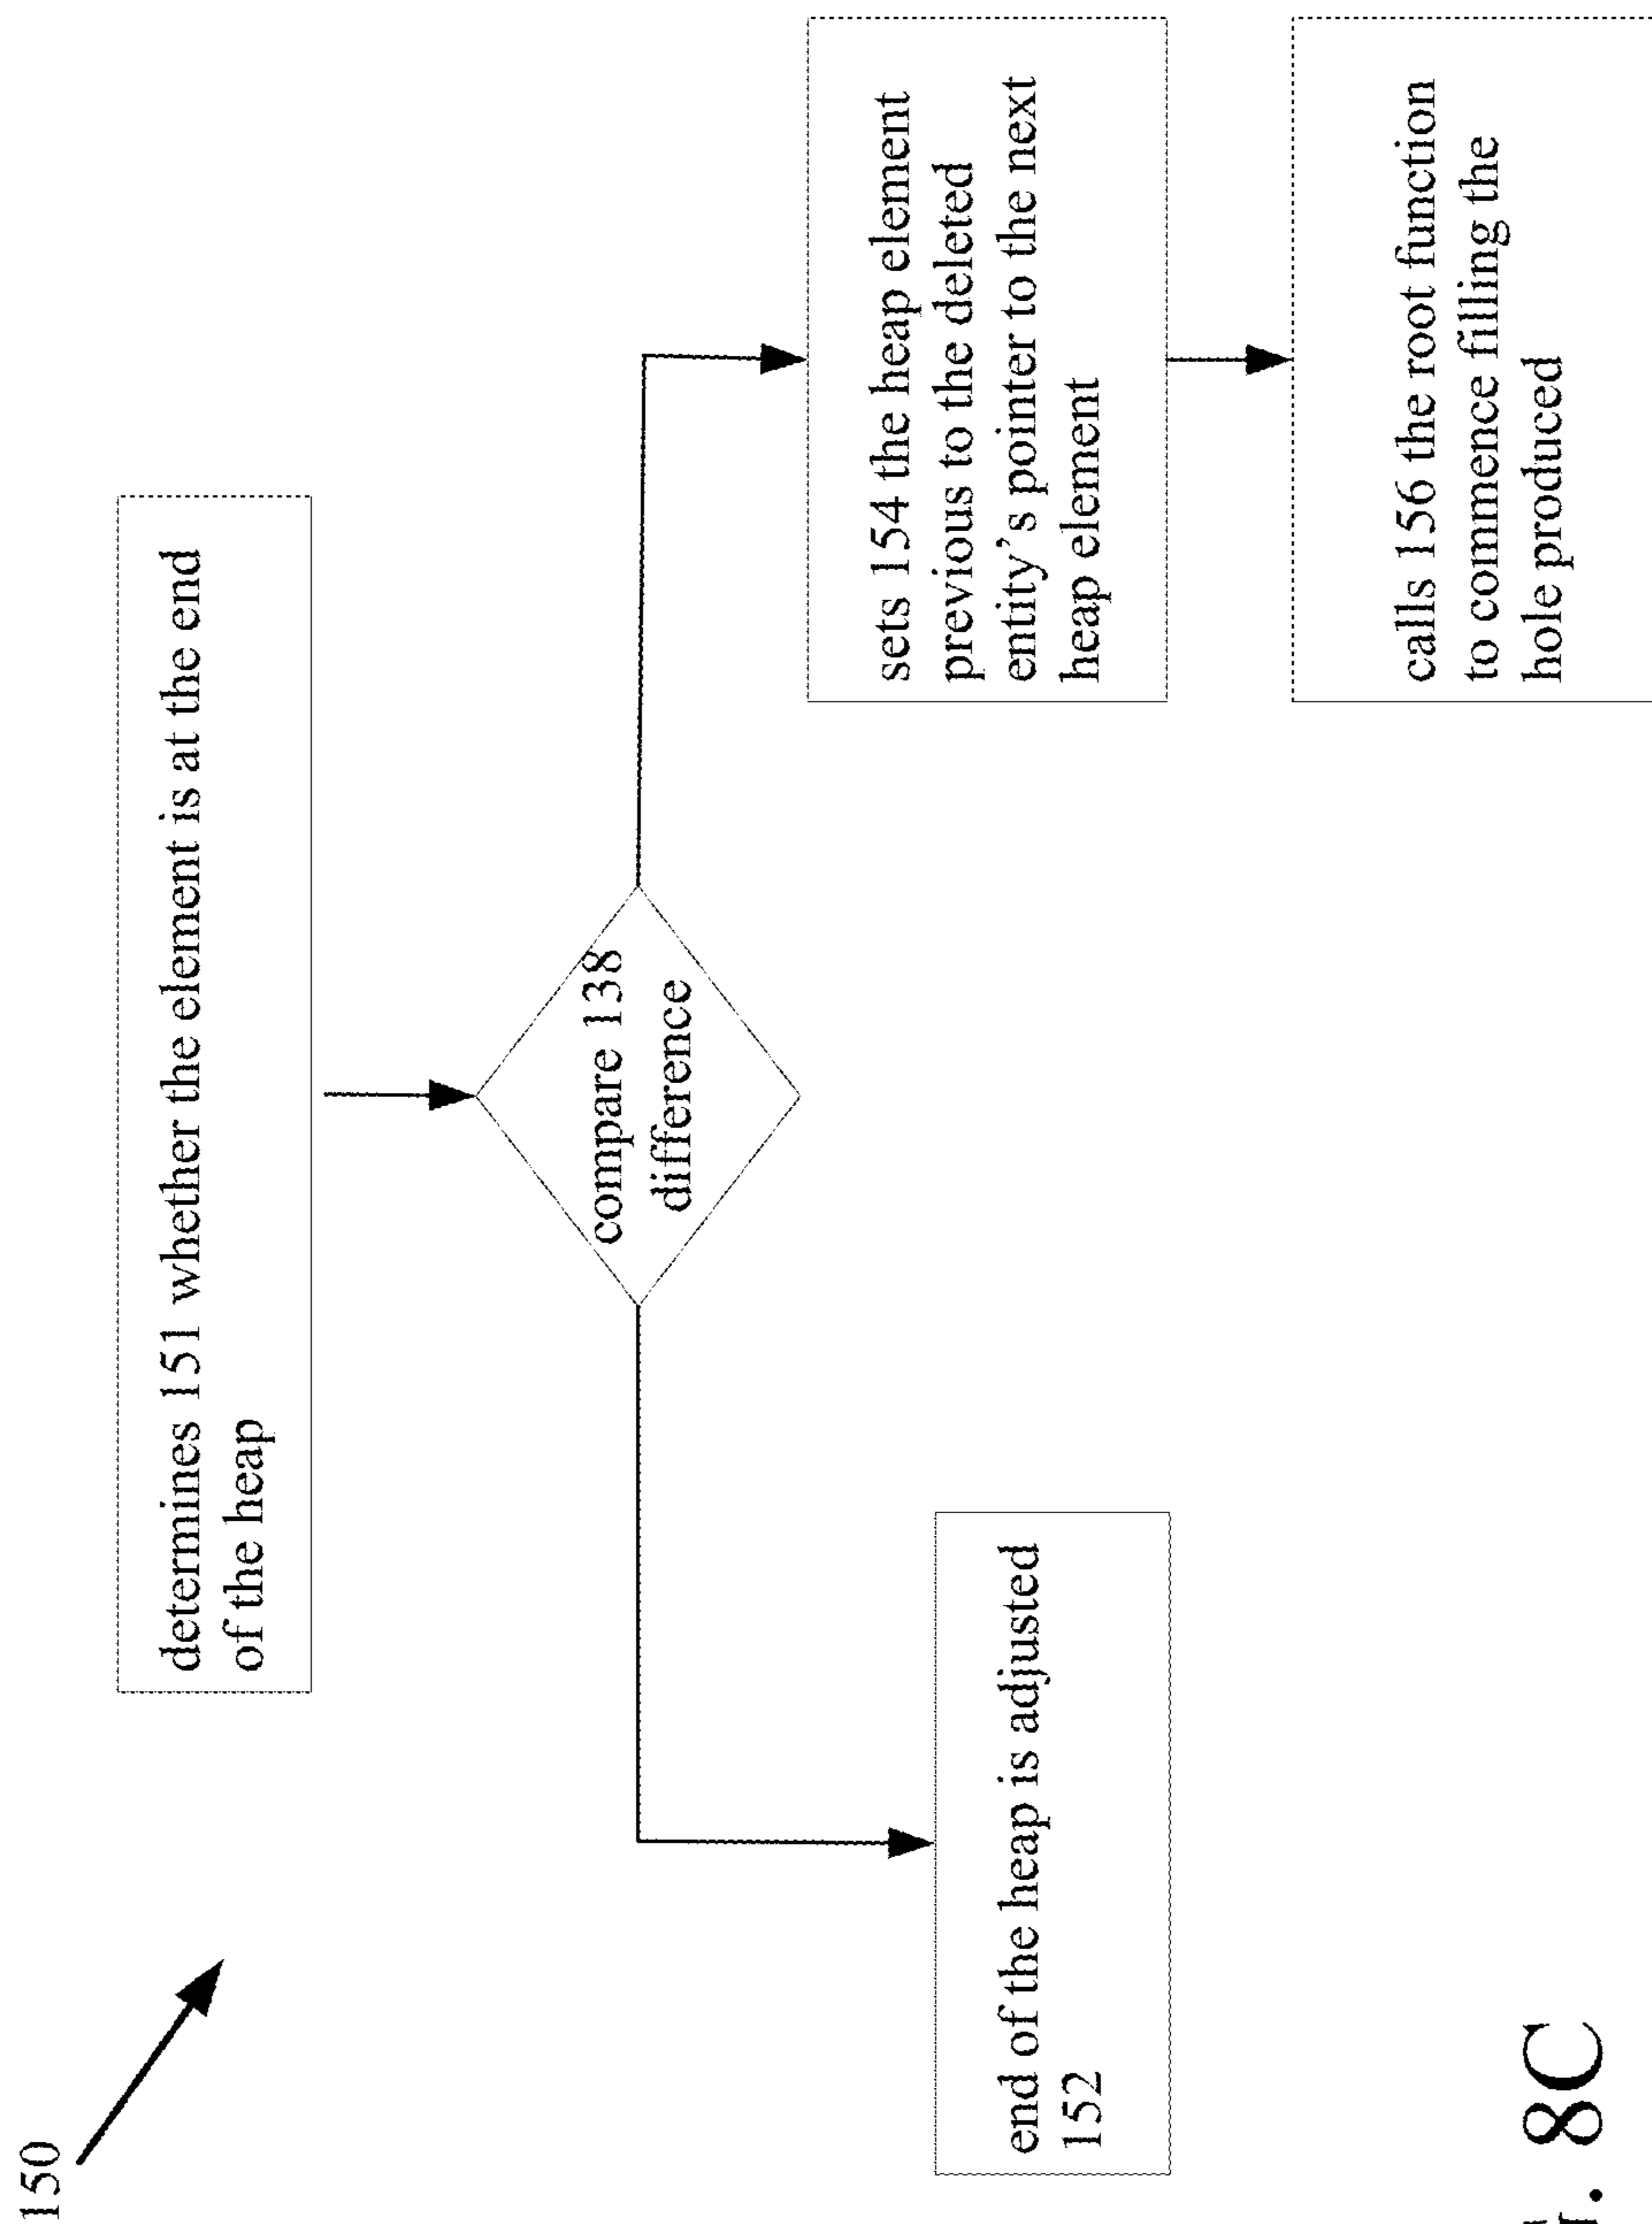 150
determines 151 whether the element is at the end
of the heap
compare 138
difference
end of the heap is adjusted
152
sets 154 the heap element
previous to the deleted
entity's pointer to the next
heap element
calls 156 the root function
to commence filling the
hole produced
8C